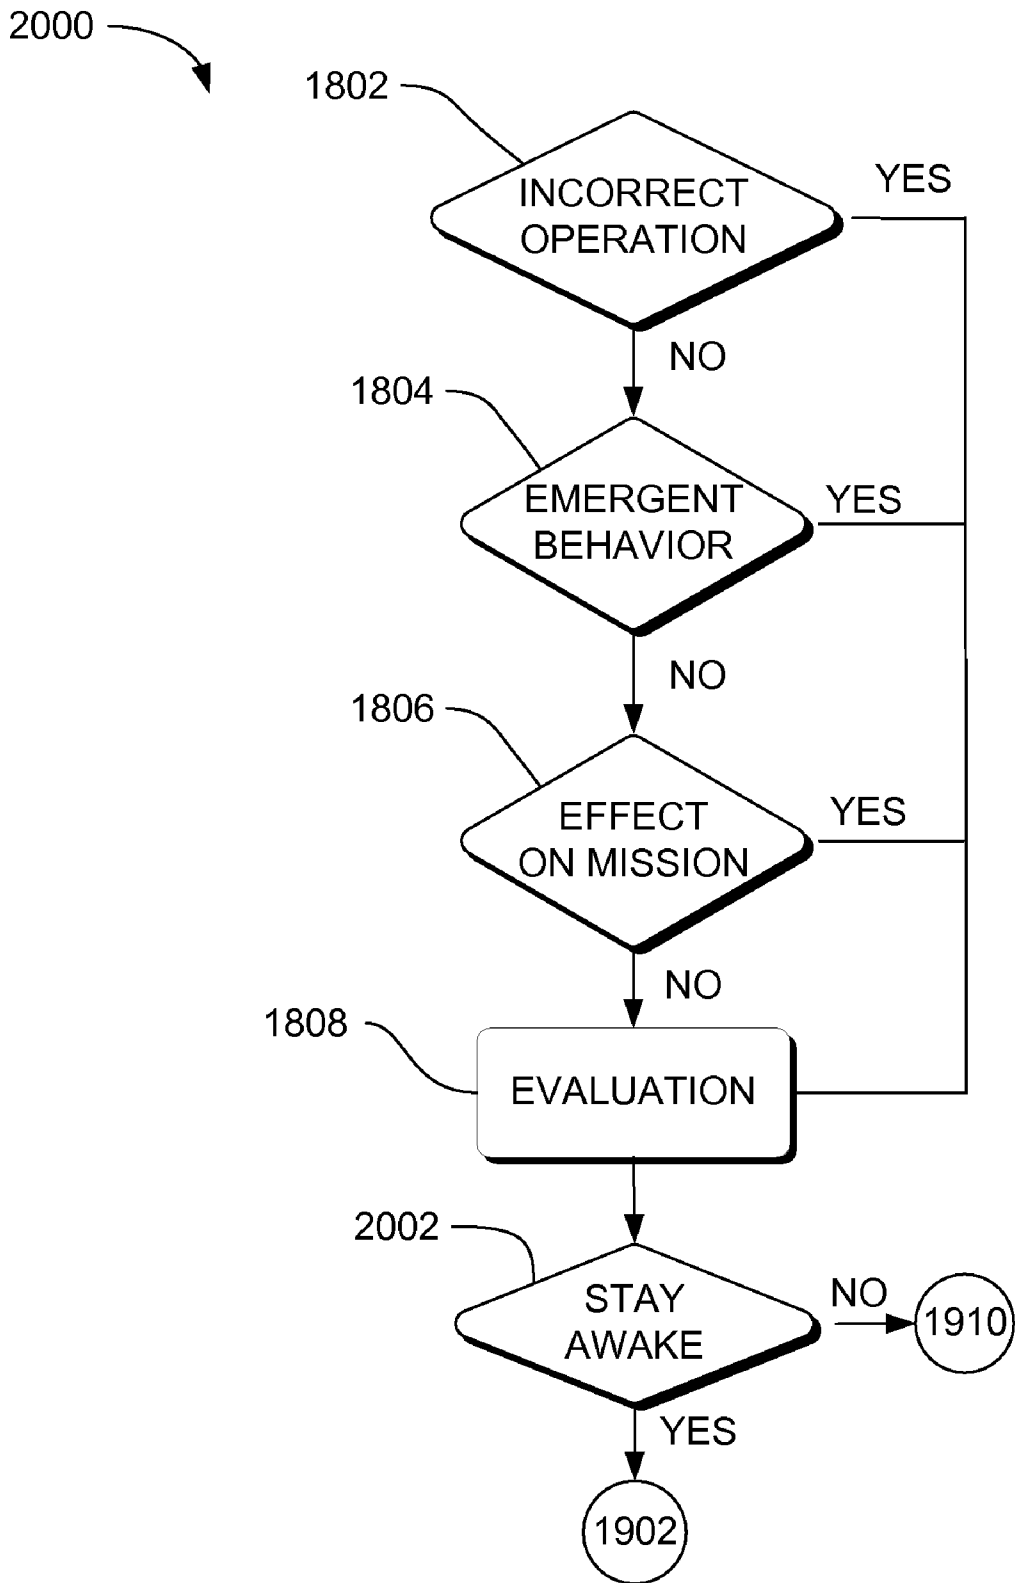 2000
1802
INCORRECT
OPERATION
YES
NO
1804
EMERGENT
BEHAVIOR
YES
NO
1806
EFFECT
ON MISSION
YES
NO
1808
EVALUATION
2002
STAY
AWAKE
NO
1910
YES
1902